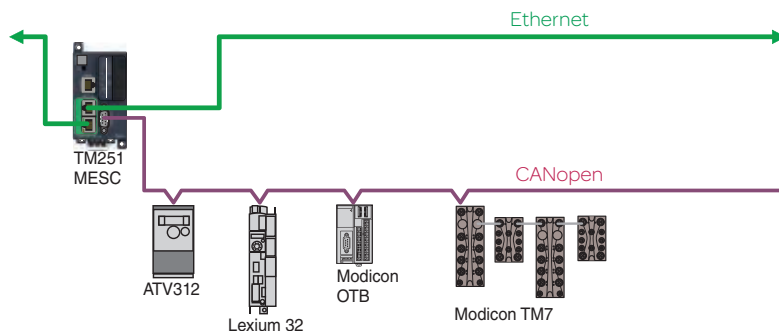 Ethernet
TM251
MESC
CANopen
ATV312
Lexium 32
Modicon
OTB
Modicon TM7